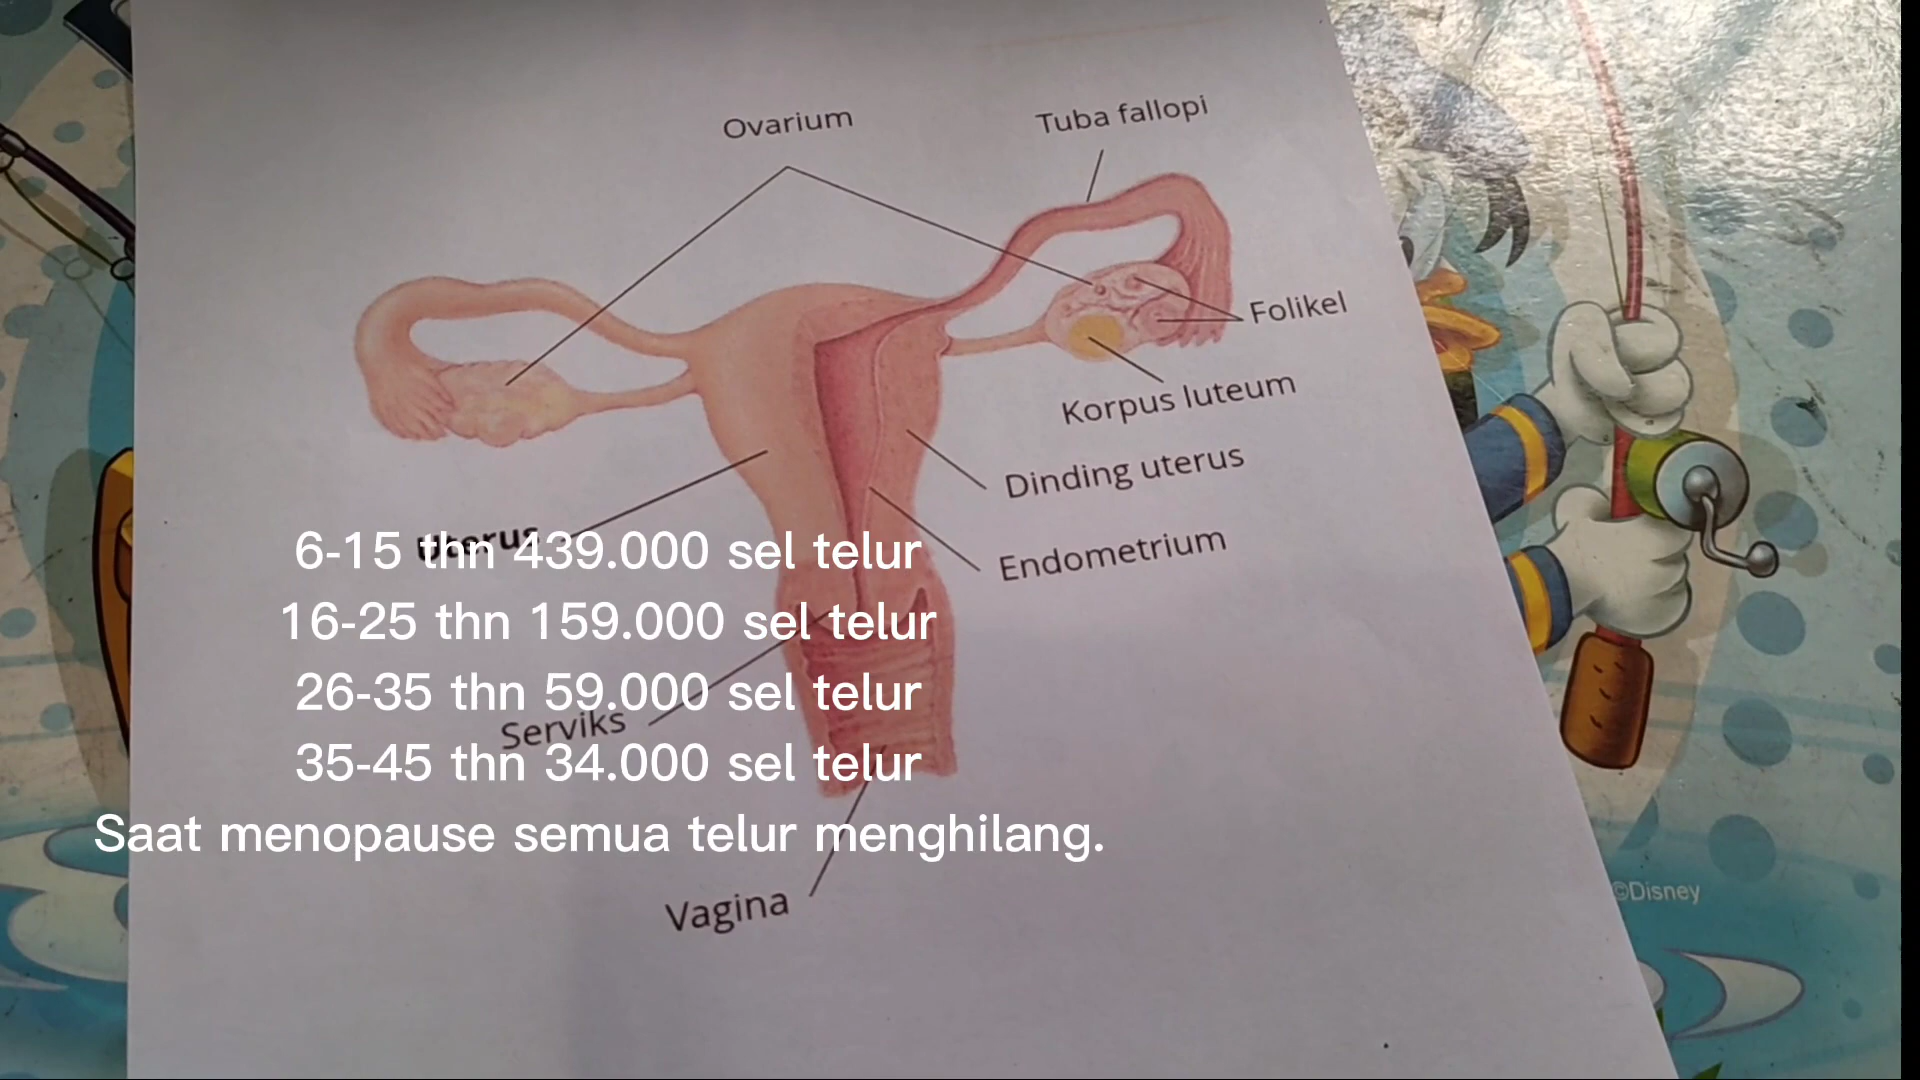 Ovarium
Tuba fallopi
Folikel
Korpus luteum
Dinding uterus
Endometrium
uterus
6-15 thn 439.000 sel telur
16-25 thn 159.000 sel telur
26-35 thn 59.000 sel telur
Serviks
35-45 thn 34.000 sel telur
Saat menopause semua telur menghilang.
Vagina
©Disney